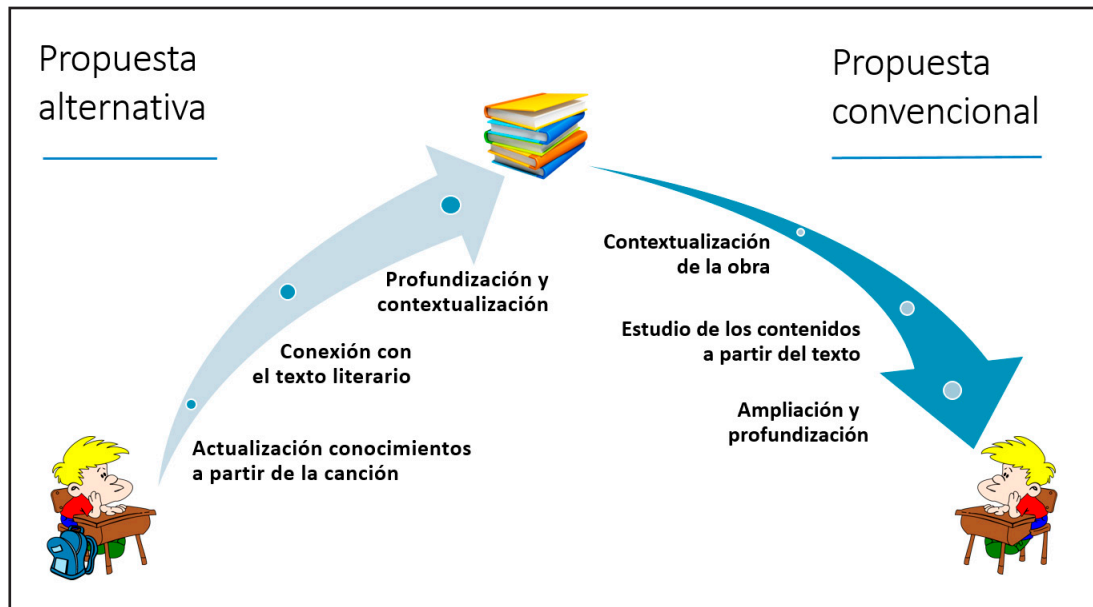 Propuesta
alternativa
Actualización conocimientos
a partir de la canción
Conexión con
el texto literario
Profundización y
contextualización
Propuesta
convencional
Contextualización
de la obra
Estudio de los contenidos
a partir del texto
Ampliación y
profundización